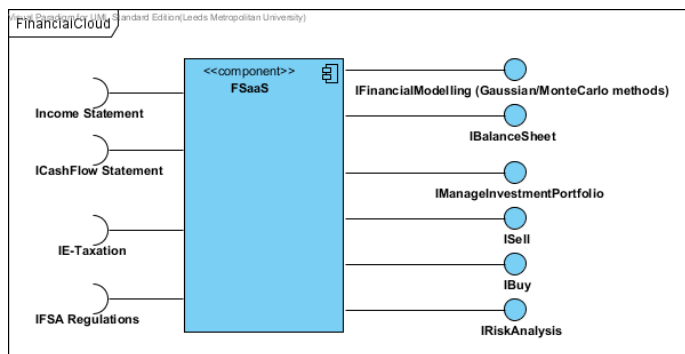 Visual Paradigm for UML Standard Edition(Leeds Metropolitan University)
FinancialCloud
<<component>>
FSaaS
Income Statement
ICashFlow Statement
IE-Taxation
IFSA Regulations
IFinancialModelling (Gaussian/MonteCarlo methods)
IBalanceSheet
IManageInvestmentPortfolio
ISell
IBuy
IRiskAnalysis